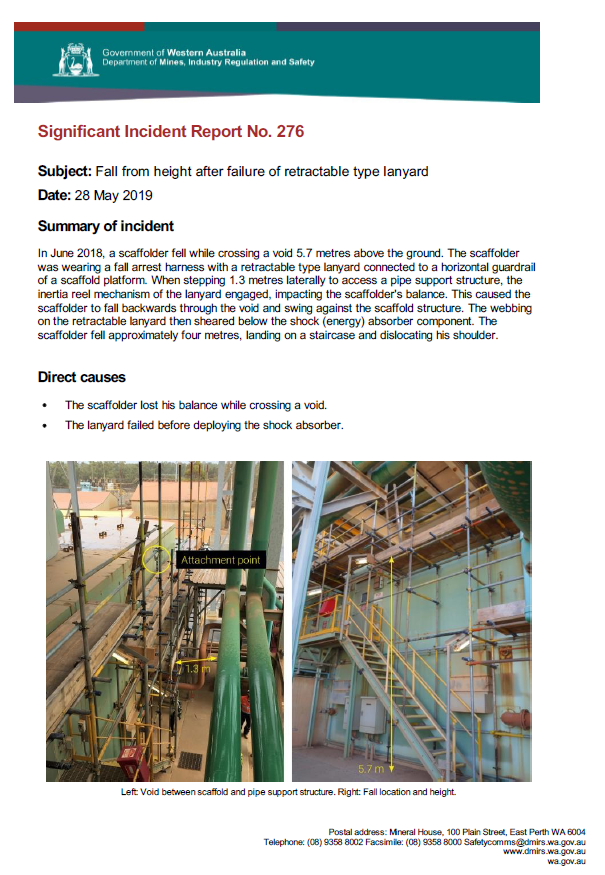 Government of Western Australia
Department of Mines, Industry Regulation and Safety
Significant Incident Report No. 276
Subject: Fall from height after failure of retractable type lanyard
Date: 28 May 2019
Summary of incident
In June 2018, a scaffolder fell while crossing a void 5.7 metres above the ground. The scaffolder
was wearing a fall arrest harness with a retractable type lanyard connected to a horizontal guardrail
of a scaffold platform. When stepping 1.3 metres laterally to access a pipe support structure, the
inertia reel mechanism of the lanyard engaged, impacting the scaffolder's balance. This caused the
scaffolder to fall backwards through the void and swing against the scaffold structure. The webbing
on the retractable lanyard then sheared below the shock (energy) absorber component. The
scaffolder fell approximately four metres, landing on a staircase and dislocating his shoulder.
Direct causes
• The scaffolder lost his balance while crossing a void.
• The lanyard failed before deploying the shock absorber.
Attachment point
1.3 m
5.7 m
Left: Void between scaffold and pipe support structure. Right: Fall location and height.
Postal address: Mineral House, 100 Plain Street, East Perth WA 6004
Telephone: (08) 9358 8002 Facsimile: (08) 9358 8000 Safetycomms@dmirs.wa.gov.au
www.dmirs.wa.gov.au
wa.gov.au